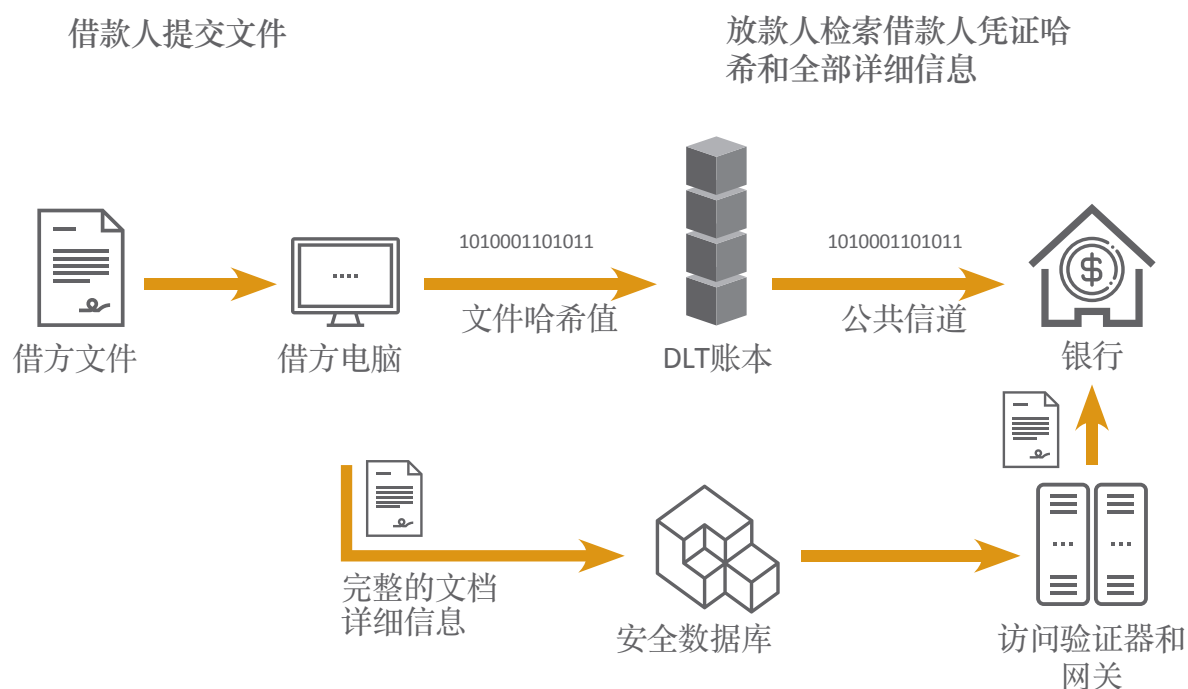 借款人提交文件
放款人检索借款人凭证哈
希和全部详细信息
1010001101011
1010001101011
文件哈希值
公共信道
借方文件
借方电脑
DLT账本
银行
完整的文档
详细信息
安全数据库
访问验证器和
网关